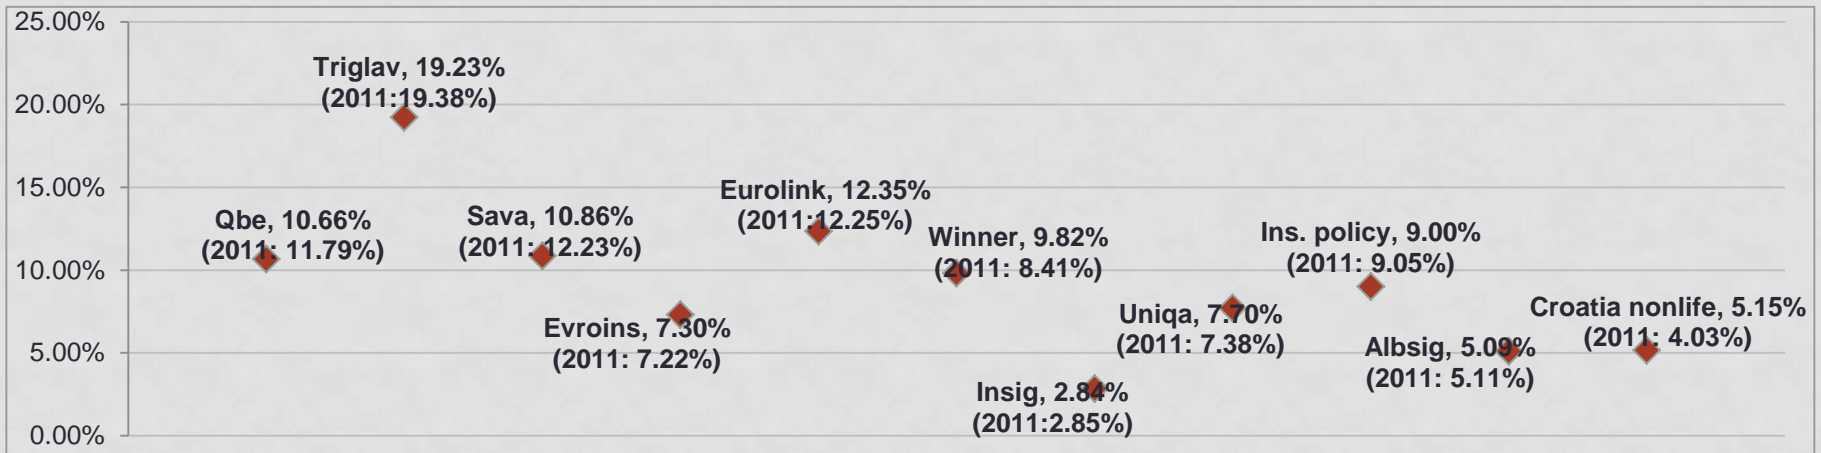 25.00%
20.00%
15.00%
10.00%
5.00%
0.00%
Qbe, 10.66%
(2011: 11.79%)
Triglav, 19.23%
(2011:19.38%)
Sava, 10.86%
(2011: 12.23%)
Evroins, 7.30%
(2011: 7.22%)
Eurolink, 12.35%
(2011:12.25%)
Winner, 9.82%
(2011: 8.41%)
Insig, 2.84%
(2011:2.85%)
Uniqa, 7.70%
(2011: 7.38%)
Ins. policy, 9.00%
(2011: 9.05%)
Albsig, 5.09%
(2011: 5.11%)
Croatia nonlife, 5.15%
(2011: 4.03%)